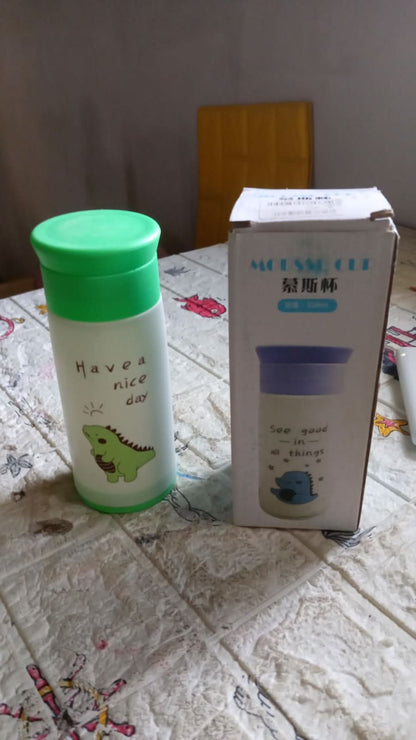 Have a
nice
day
MOUSSE CUP
慕斯杯
See good
in
all things